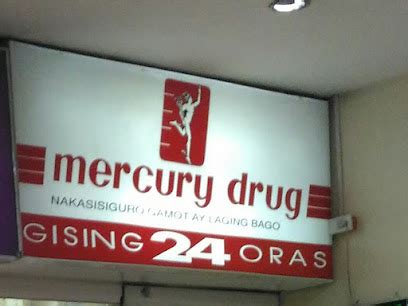 mercury drug
NAKASISIGURO GAMOT AY LAGING BAGO
GISING 24 ORAS